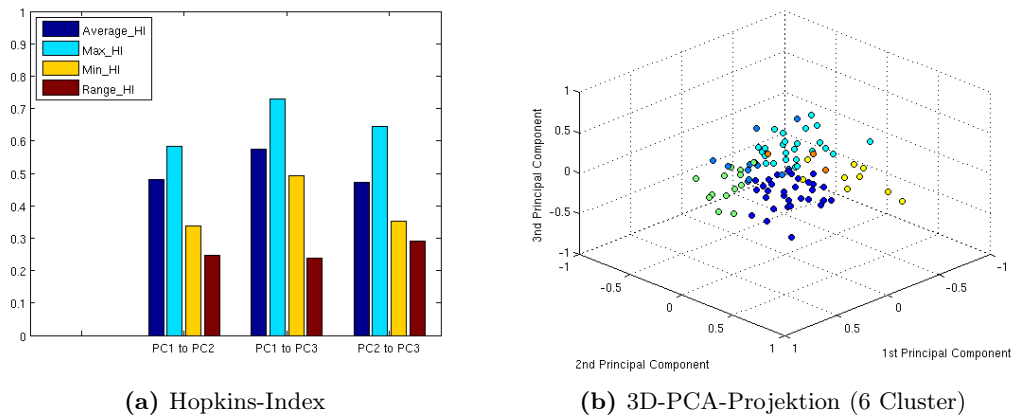 1
0.9
0.8
0.7
0.6
0.5
0.4
0.3
0.2
0.1
0
Average_HI
Max_HI
Min_HI
Range_HI
PC1 to PC2
PC1 to PC3
PC2 to PC3
(a) Hopkins-Index
3nd Principal Component
1
0.5
0
−0.5
−1
−1
−0.5
0
0.5
1
2nd Principal Component
1
0.5
0
−0.5
−1
1st Principal Component
(b) 3D-PCA-Projektion (6 Cluster)